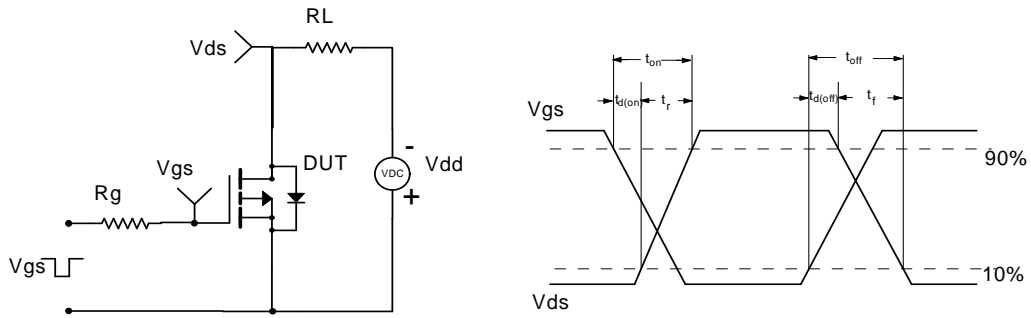 RL
Vds
Vgs
DUT
-
VDC
+
Vdd
Rg
Vgs
ton
toff
td(on)
tr
td(off)
tf
Vgs
90%
10%
Vds